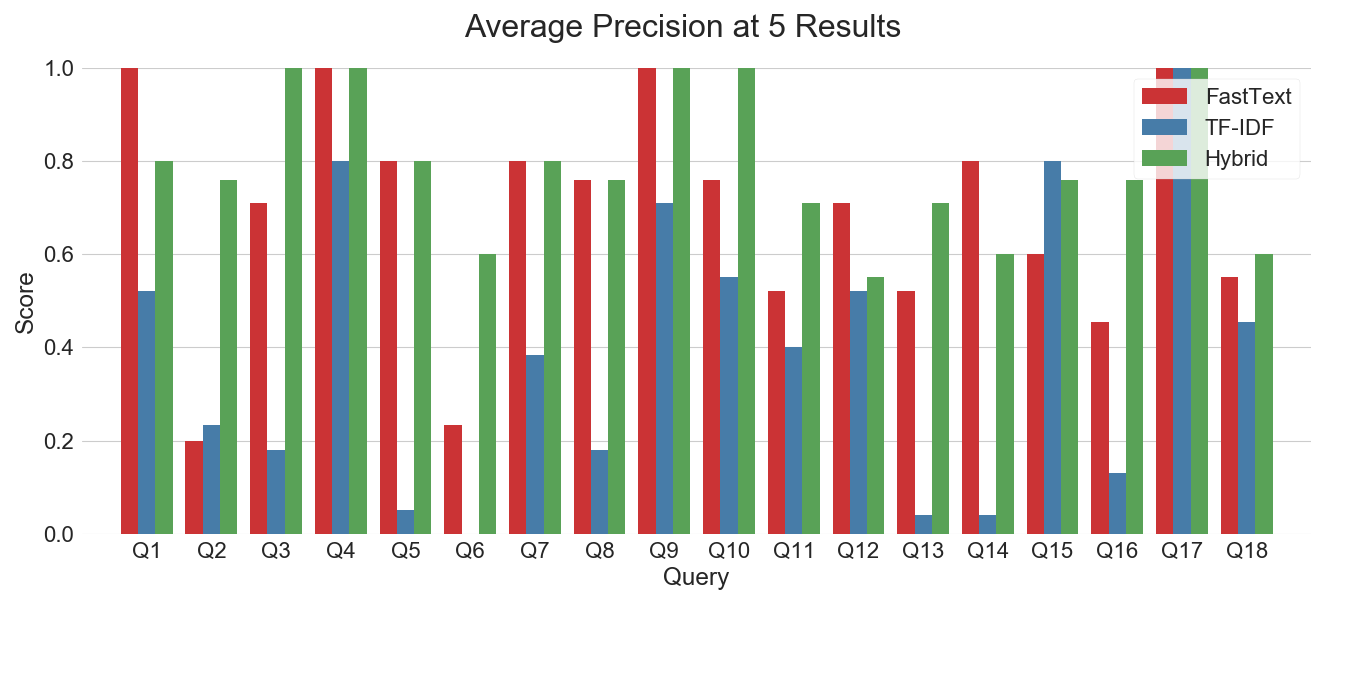 Average Precision at 5 Results
1.0
0.8
0.6
0.4
0.2
0.0
Score
FastText
TF-IDF
Hybrid
Q1 Q2 Q3 Q4 Q5 Q6 Q7 Q8 Q9 Q10 Q11 Q12 Q13 Q14 Q15 Q16 Q17 Q18
Query